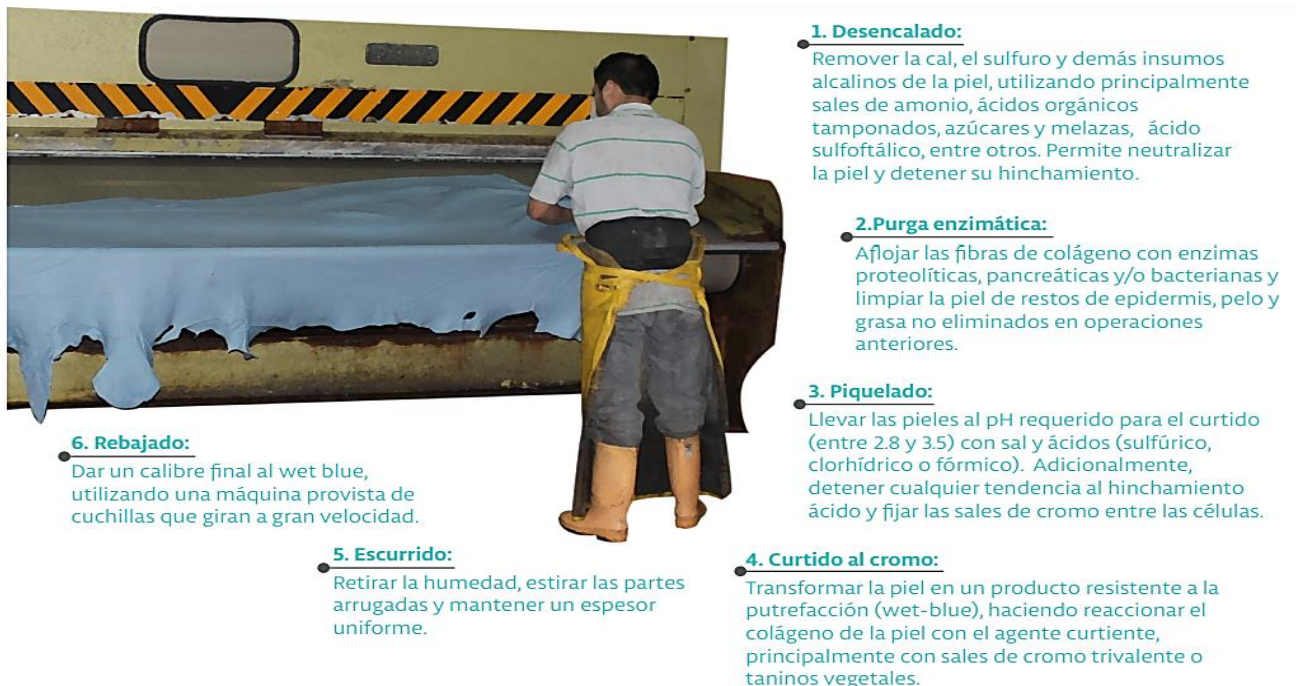 1. Desencalado:
Remover la cal, el sulfuro y demás insumos
alcalinos de la piel, utilizando principalmente
sales de amonio, ácidos orgánicos
tamponados, azúcares y melazas, ácido
sulfoftálico, entre otros. Permite neutralizar
la piel y detener su hinchamiento.
2.Purga enzimática:
Aflojar las fibras de colágeno con enzimas
proteolíticas, pancreáticas y/o bacterianas y
limpiar la piel de restos de epidermis, pelo y
grasa no eliminados en operaciones
anteriores.
3. Piquelado:
Llevar las pieles al pH requerido para el curtido
(entre 2.8 y 3.5) con sal y ácidos (sulfúrico,
clorhídrico o fórmico). Adicionalmente,
detener cualquier tendencia al hinchamiento
ácido y fijar las sales de cromo entre las células.
4. Curtido al cromo:
Transformar la piel en un producto resistente a la
putrefacción (wet-blue), haciendo reaccionar el
colágeno de la piel con el agente curtiente,
principalmente con sales de cromo trivalente o
taninos vegetales.
5. Escurrido:
Retirar la humedad, estirar las partes
arrugadas y mantener un espesor
uniforme.
6. Rebajado:
Dar un calibre final al wet blue,
utilizando una máquina provista de
cuchillas que giran a gran velocidad.